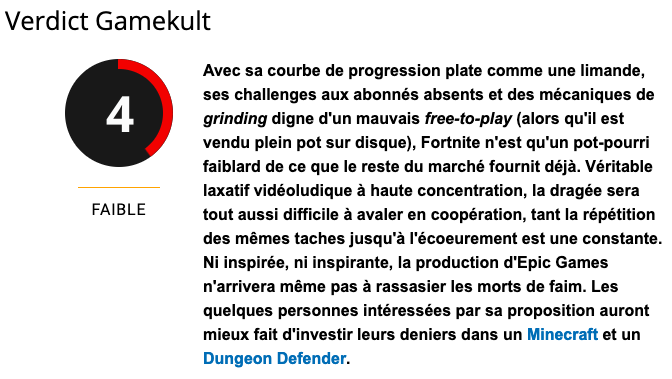 Verdict Gamekult
4
FAIBLE
Avec sa courbe de progression plate comme une limande,
ses challenges aux abonnés absents et des mécaniques de
grinding digne d'un mauvais free-to-play (alors qu'il est
vendu plein pot sur disque), Fortnite n'est qu'un pot-pourri
faiblard de ce que le reste du marché fournit déjà. Véritable
laxatif vidéoludique à haute concentration, la dragée sera
tout aussi difficile à avaler en coopération, tant la répétition
des mêmes taches jusqu'à l'écoeurement est une constante.
Ni inspirée, ni inspirante, la production d'Epic Games
n'arrivera même pas à rassasier les morts de faim. Les
quelques personnes intéressées par sa proposition auront
mieux fait d'investir leurs deniers dans un Minecraft et un
Dungeon Defender.